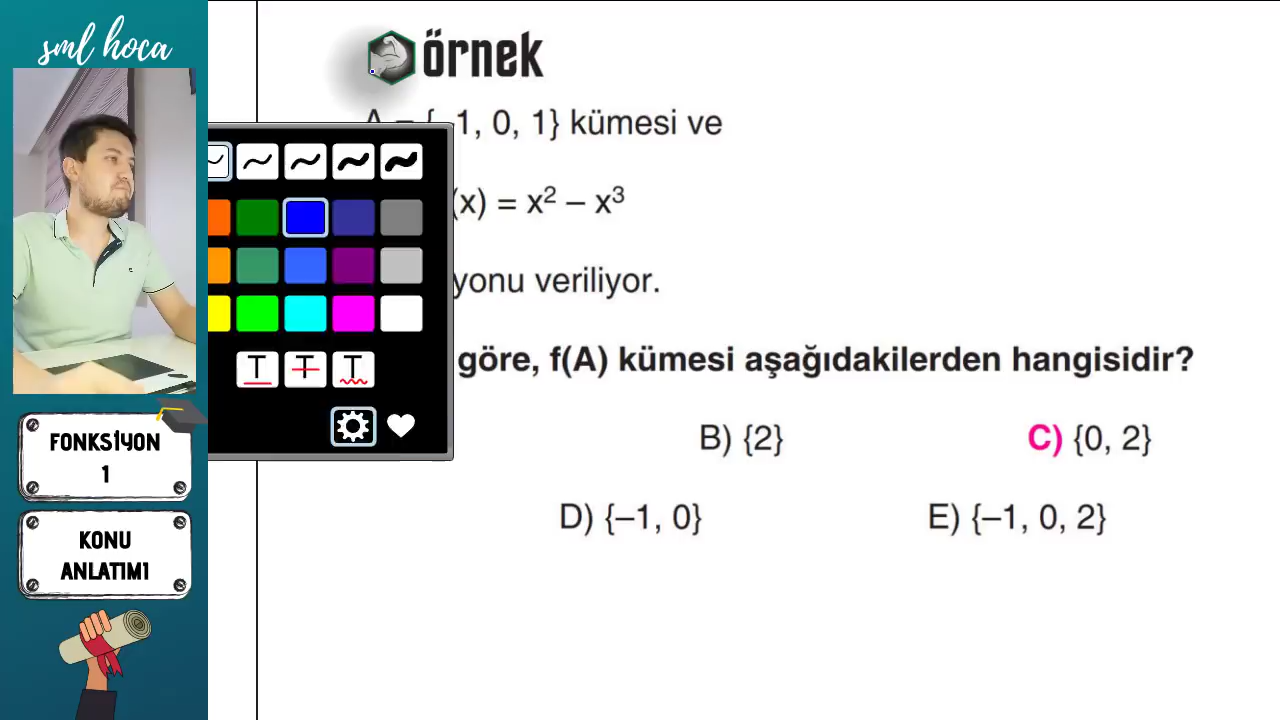 sml hoca
örnek
A = {–1, 0, 1} kümesi ve
(x) = x² – x³
yonu veriliyor.
göre, f(A) kümesi aşağıdakilerden hangisidir?
B) {2}
C) {0, 2}
D) {–1, 0}
E) {–1, 0, 2}
T T T
FONKSİYON
1
KONU
ANLATIMI